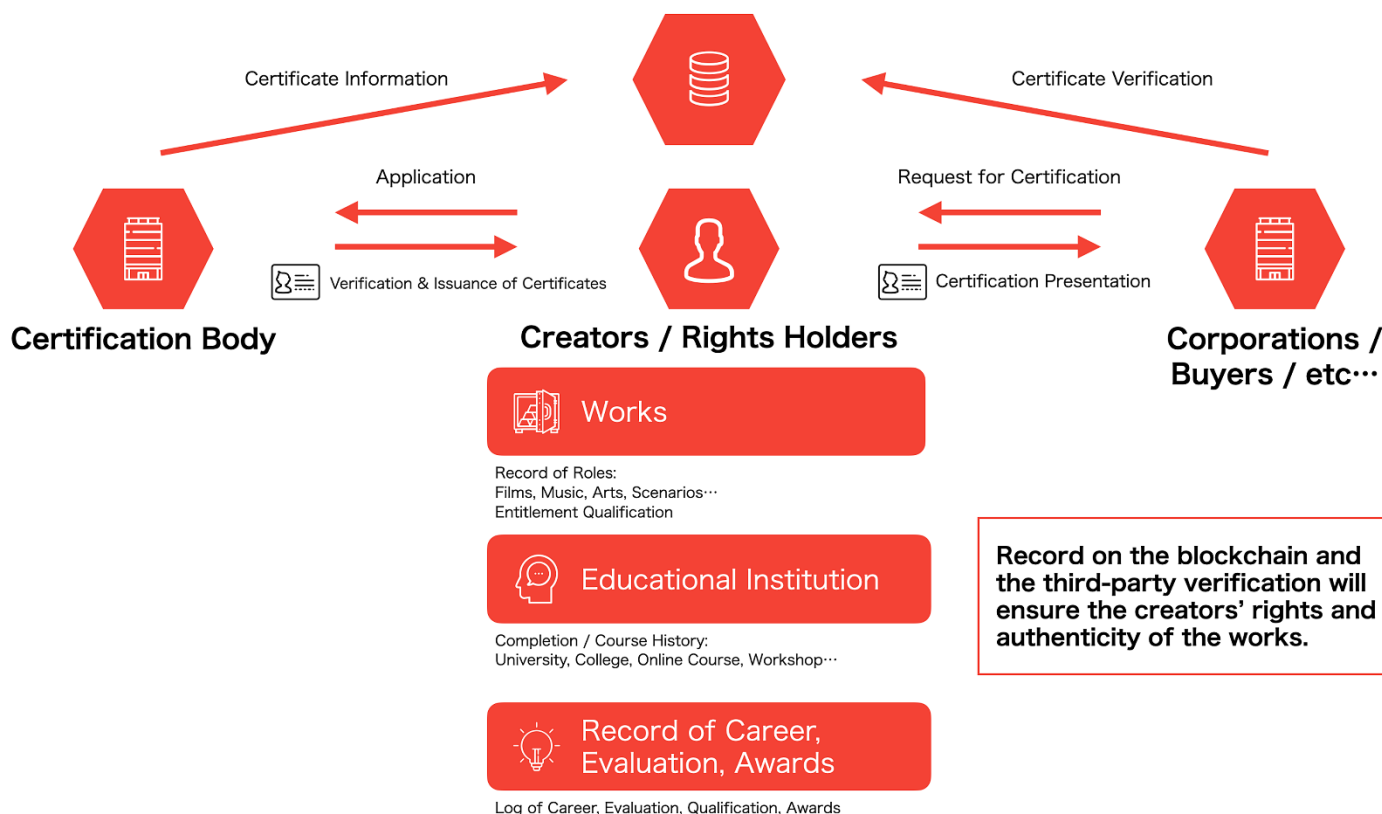 Certificate Information
Certificate Verification
Application
Request for Certification
Verification & Issuance of Certificates
Certification Presentation
Certification Body
Creators / Rights Holders
Corporations /
Buyers / etc…
Works
Record of Roles:
Films, Music, Arts, Scenarios…
Entitlement Qualification
Educational Institution
Completion / Course History:
University, College, Online Course, Workshop…
Record on the blockchain and
the third-party verification will
ensure the creators’ rights and
authenticity of the works.
Record of Career,
Evaluation, Awards
Log of Career, Evaluation, Qualification, Awards